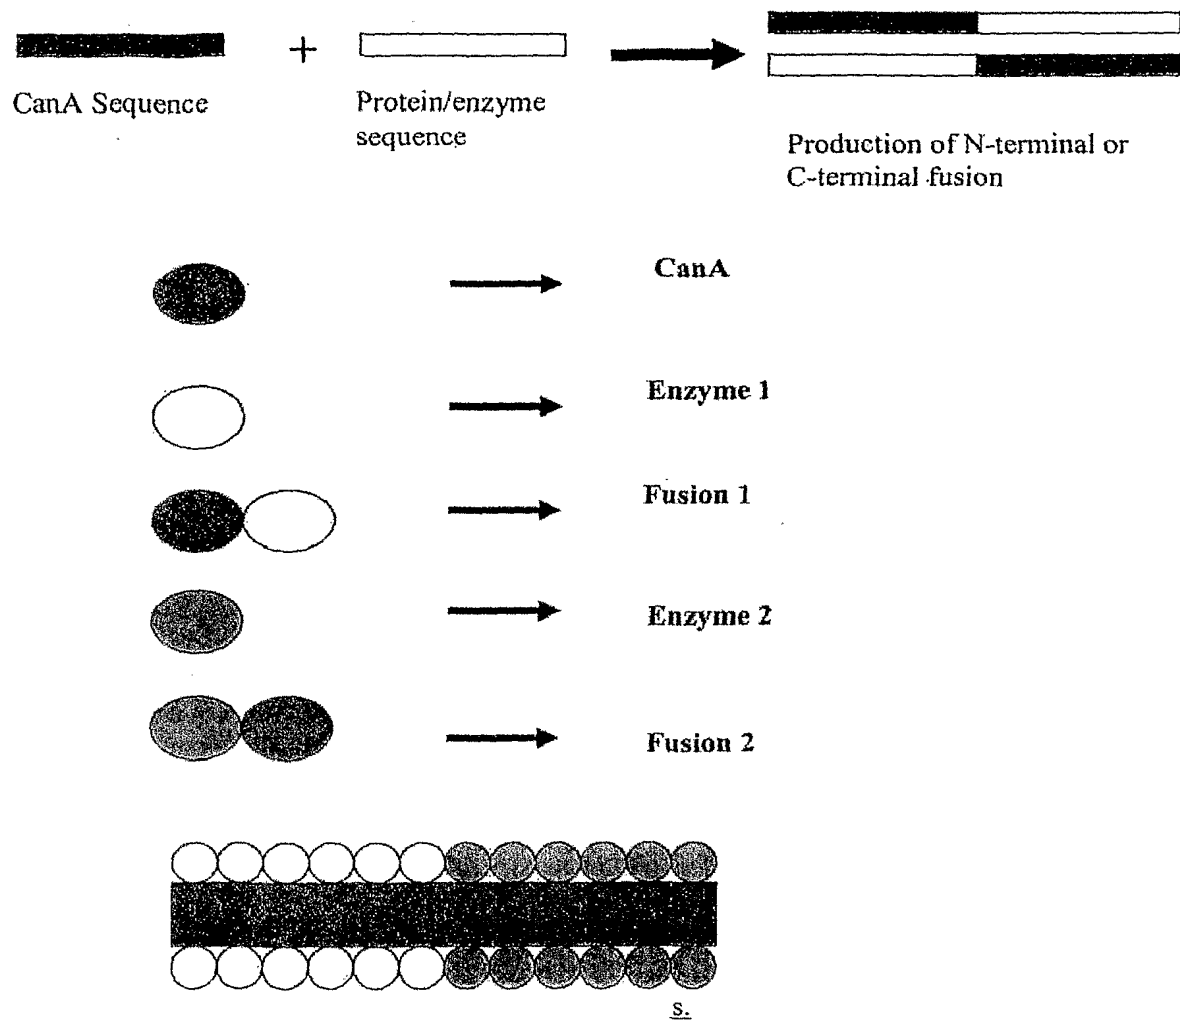 +
CanA Sequence
Protein/enzyme
sequence
Production of N-terminal or
C-terminal fusion
CanA
Enzyme 1
Fusion 1
Enzyme 2
Fusion 2
s.